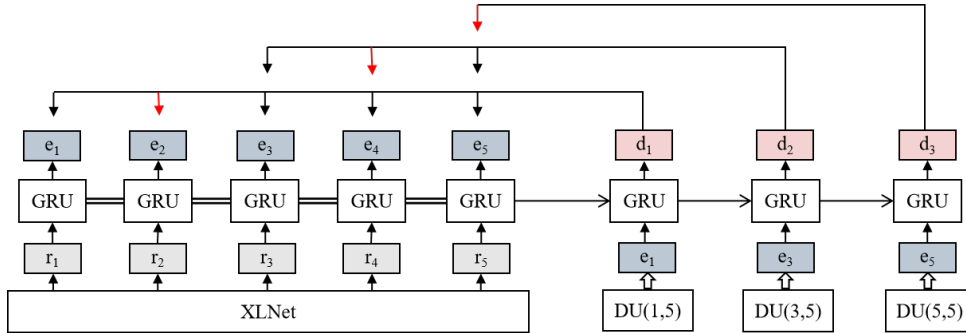 e₁ e₂ e₃ e₄ e₅ d₁ d₂ d₃
GRU GRU GRU GRU GRU GRU GRU GRU
r₁ r₂ r₃ r₄ r₅ e₁ e₃ e₅
XLNet DU(1,5) DU(3,5) DU(5,5)